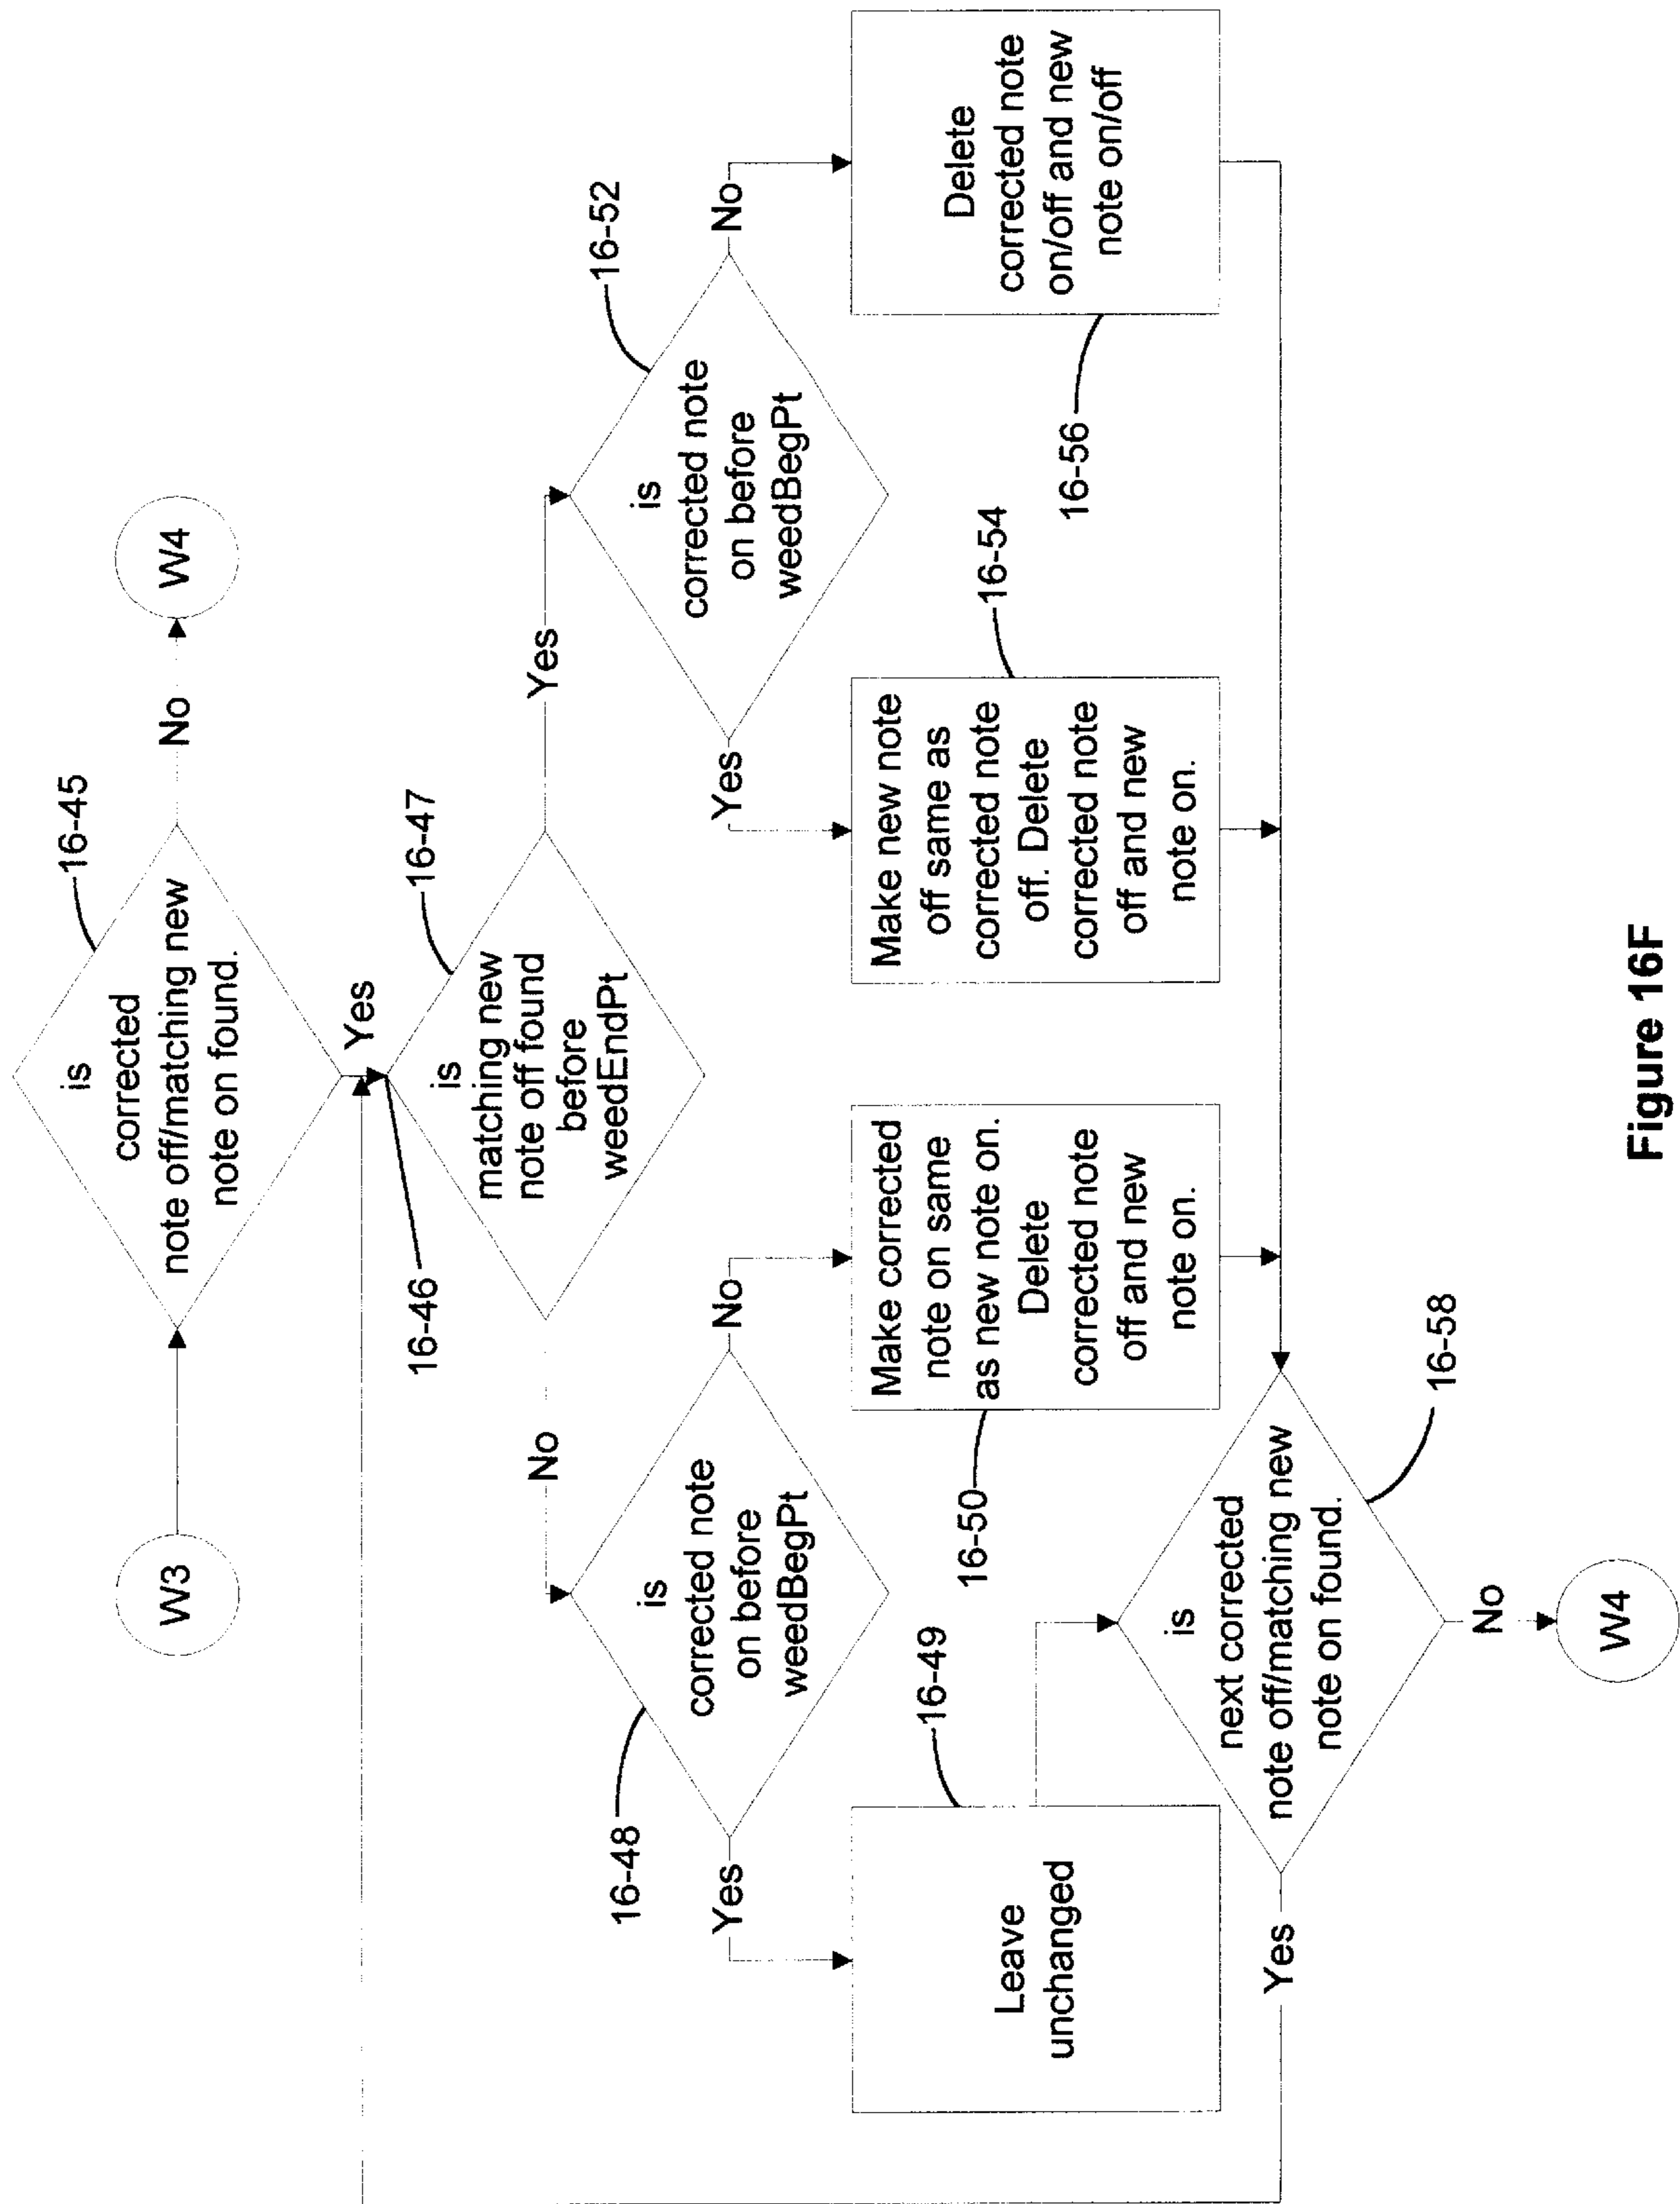 W3
is
corrected
note off/matching new
note on found.
16-45
No
W4
Yes
16-46
is
matching new
note off found
before
weedEndPt
16-47
No
Yes
is
corrected note
on before
weedBegPt
16-48
Yes
No
is
corrected note
on before
weedBegPt
16-52
Yes
No
Leave
unchanged
16-49
Make corrected
note on same
as new note on.
Delete
corrected note
off and new
note on.
16-50
Make new note
off same as
corrected note
off. Delete
corrected note
off and new
note on.
16-54
Delete
corrected note
on/off and new
note on/off
16-56
is
next corrected
note off/matching new
note on found.
16-58
Yes
No
W4
Figure 16F